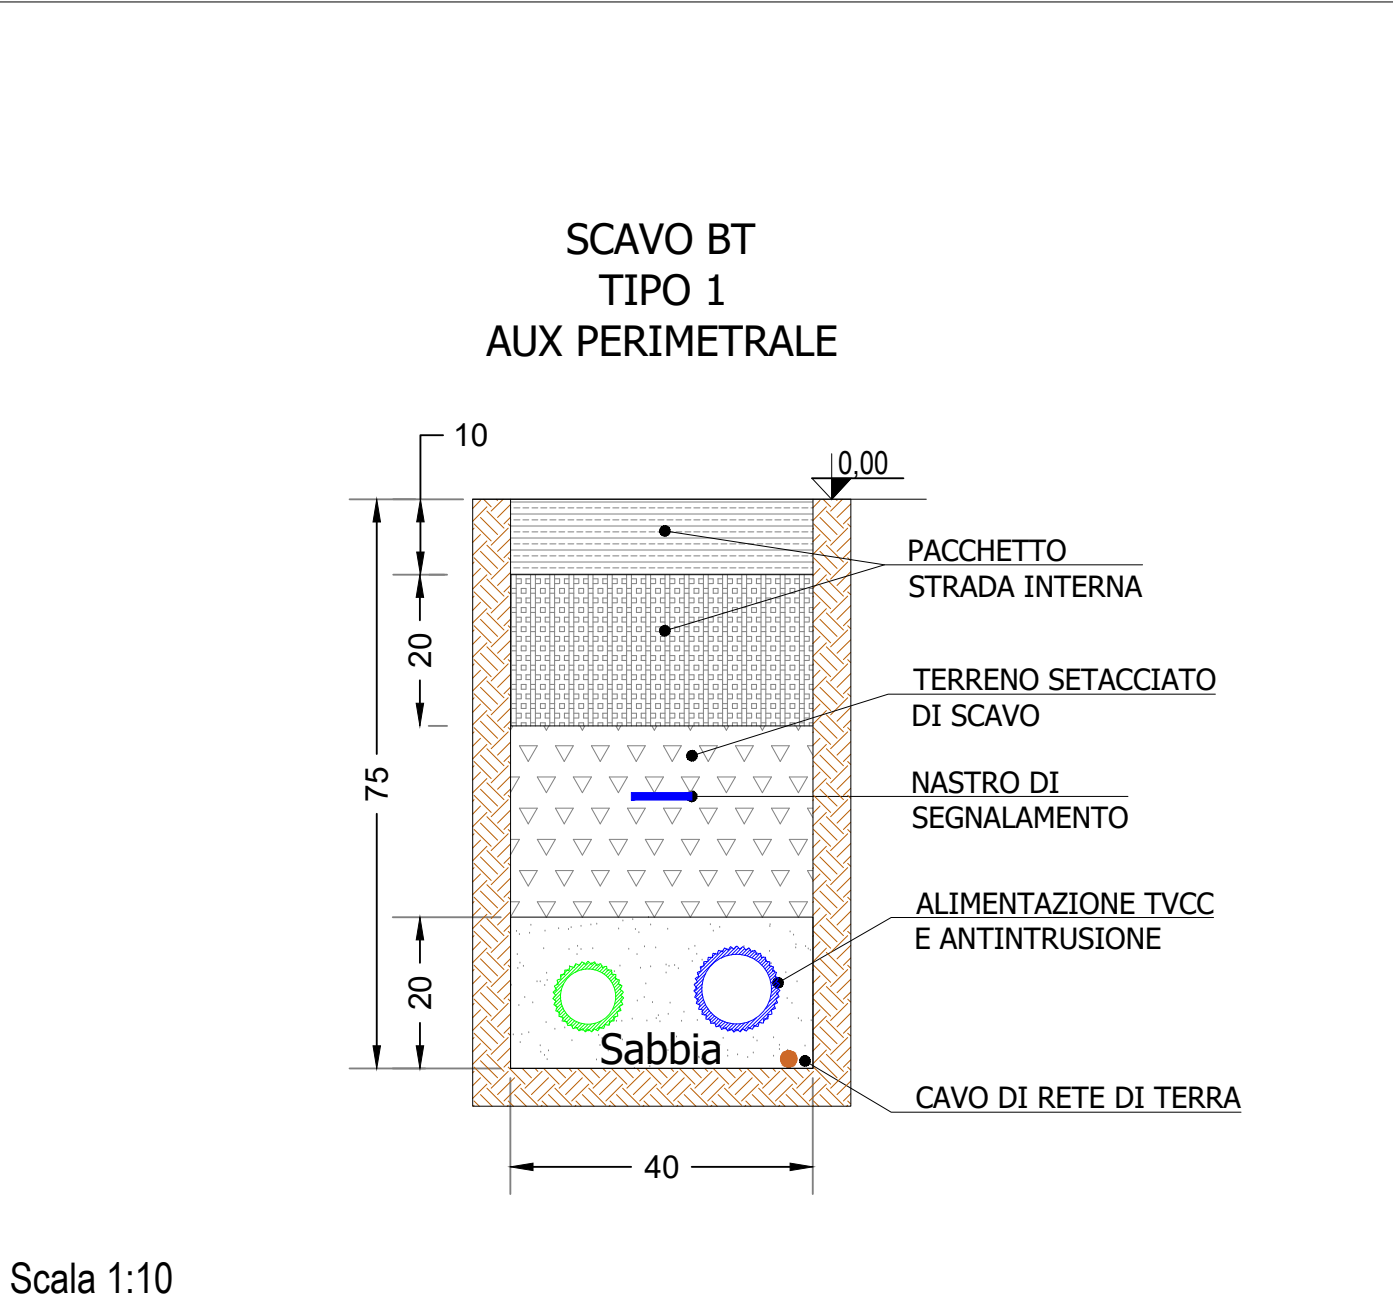 SCAVO BT
TIPO 1
AUX PERIMETRALE
10
0,00
PACCHETTO
STRADA INTERNA
20
TERRENO SETACCIATO
DI SCAVO
75
NASTRO DI
SEGNALAMENTO
ALIMENTAZIONE TVCC
E ANTINTRUSIONE
20
Sabbia
CAVO DI RETE DI TERRA
40
Scala 1:10